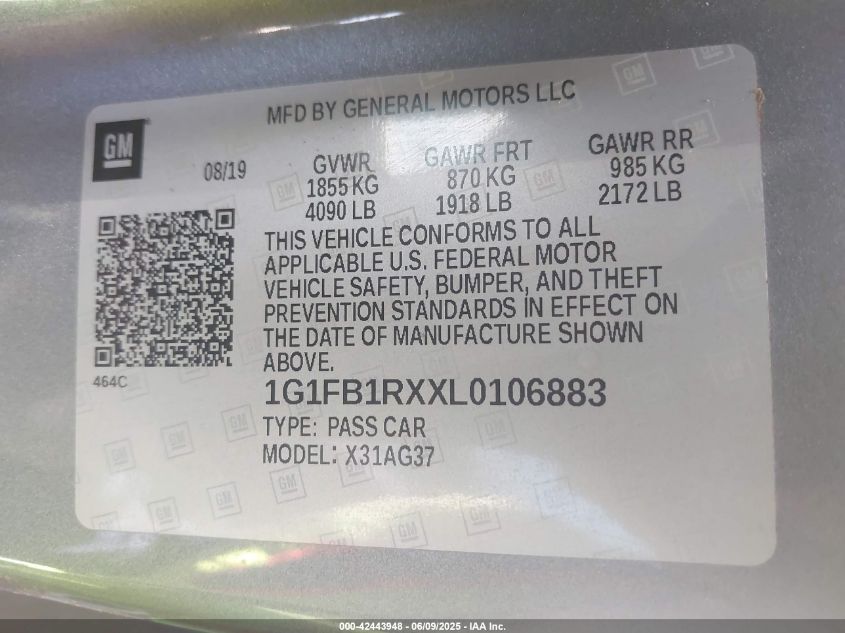 MFD BY GENERAL MOTORS LLC
GM
08/19
GVWR
1855 KG
4090 LB
GAWR FRT
870 KG
1918 LB
GAWR RR
985 KG
2172 LB
THIS VEHICLE CONFORMS TO ALL
APPLICABLE U.S. FEDERAL MOTOR
VEHICLE SAFETY, BUMPER, AND THEFT
PREVENTION STANDARDS IN EFFECT ON
THE DATE OF MANUFACTURE SHOWN
ABOVE.
464C
1G1FB1RXXL0106883
TYPE: PASS CAR
MODEL: X31AG37
000-42443948 - 06/09/2025 - IAA Inc.